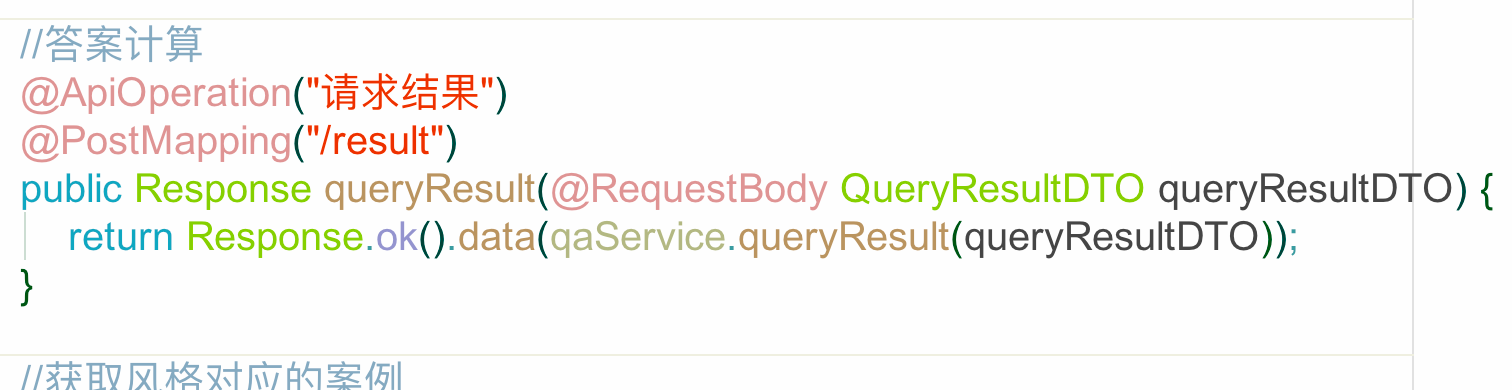 //答案计算
@ApiOperation("请求结果")
@PostMapping("/result")
public Response queryResult(@RequestBody QueryResultDTO queryResultDTO) {
    return Response.ok().data(qaService.queryResult(queryResultDTO));
}
//获取风格对应的案例